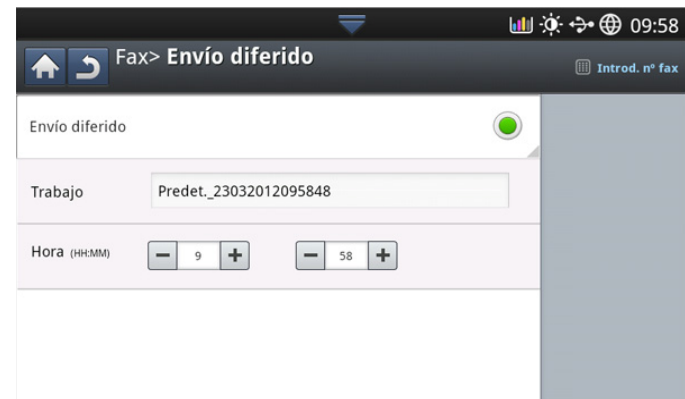 09:58
Fax> Envío diferido
Introd. nº fax
Envío diferido
Trabajo Predet._23032012095848
Hora (HH:MM) 9 58